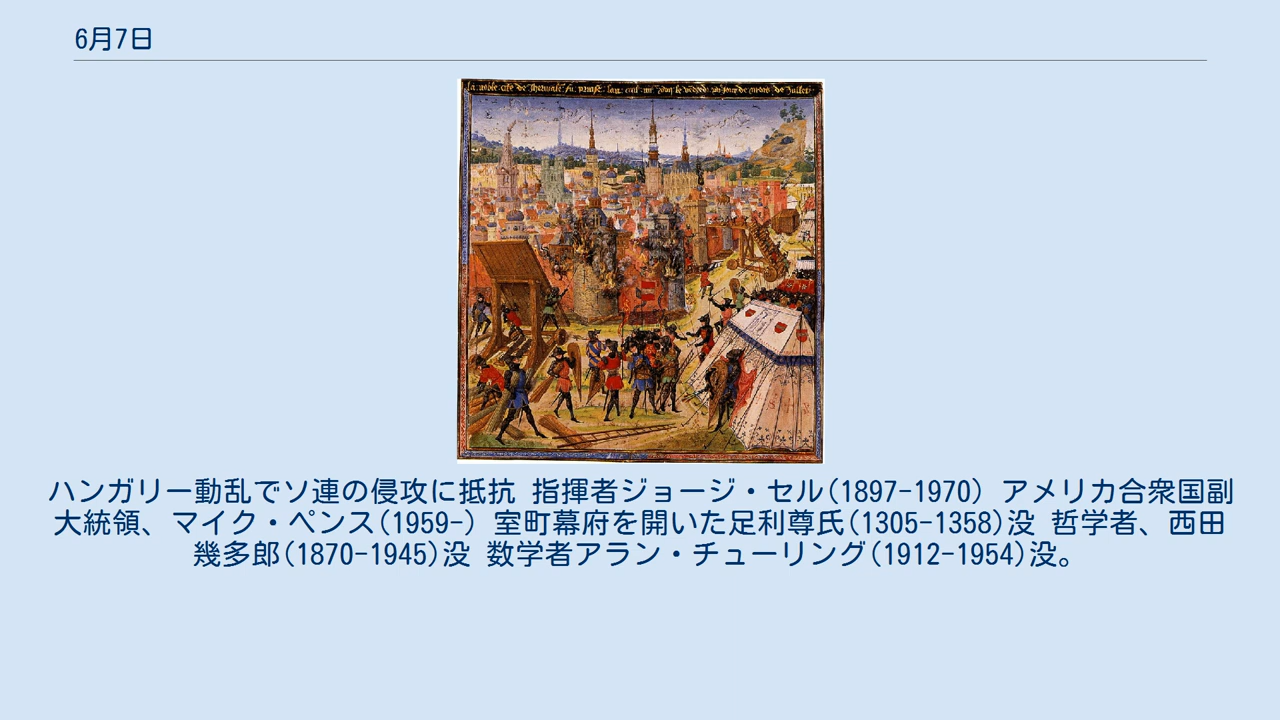 6月7日
ハンガリー動乱でソ連の侵攻に抵抗 指揮者ジョージ・セル(1897-1970) アメリカ合衆国副
大統領、マイク・ペンス(1959-) 室町幕府を開いた足利尊氏(1305-1358)没 哲学者、西田
幾多郎(1870-1945)没 数学者アラン・チューリング(1912-1954)没。